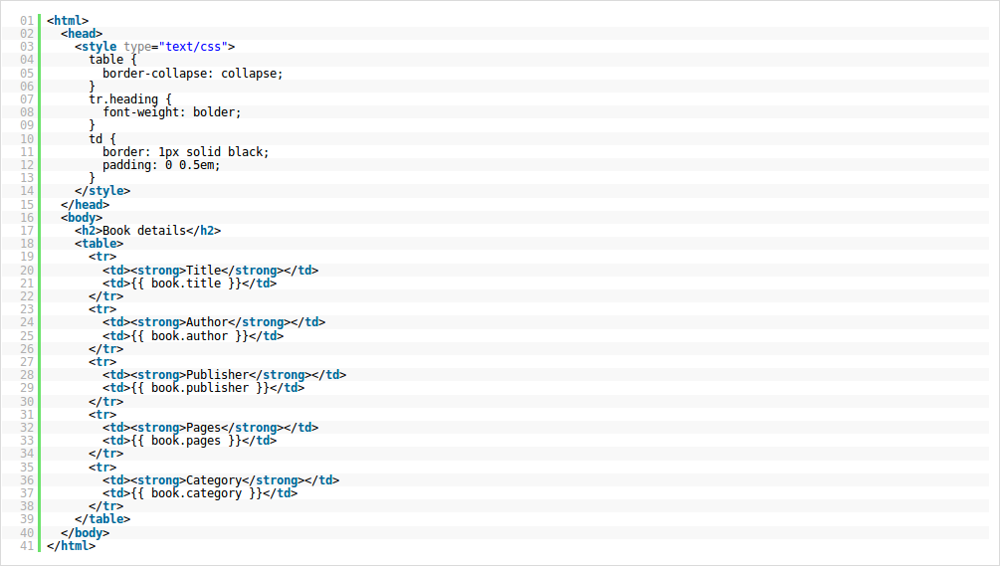 01 <html>
02   <head>
03     <style type="text/css">
04       table {
05         border-collapse: collapse;
06       }
07       tr.heading {
08         font-weight: bolder;
09       }
10       td {
11         border: 1px solid black;
12         padding: 0 0.5em;
13       }
14     </style>
15   </head>
16   <body>
17     <h2>Book details</h2>
18     <table>
19       <tr>
20         <td><strong>Title</strong></td>
21         <td>{{ book.title }}</td>
22       </tr>
23       <tr>
24         <td><strong>Author</strong></td>
25         <td>{{ book.author }}</td>
26       </tr>
27       <tr>
28         <td><strong>Publisher</strong></td>
29         <td>{{ book.publisher }}</td>
30       </tr>
31       <tr>
32         <td><strong>Pages</strong></td>
33         <td>{{ book.pages }}</td>
34       </tr>
35       <tr>
36         <td><strong>Category</strong></td>
37         <td>{{ book.category }}</td>
38       </tr>
39     </table>
40   </body>
41 </html>